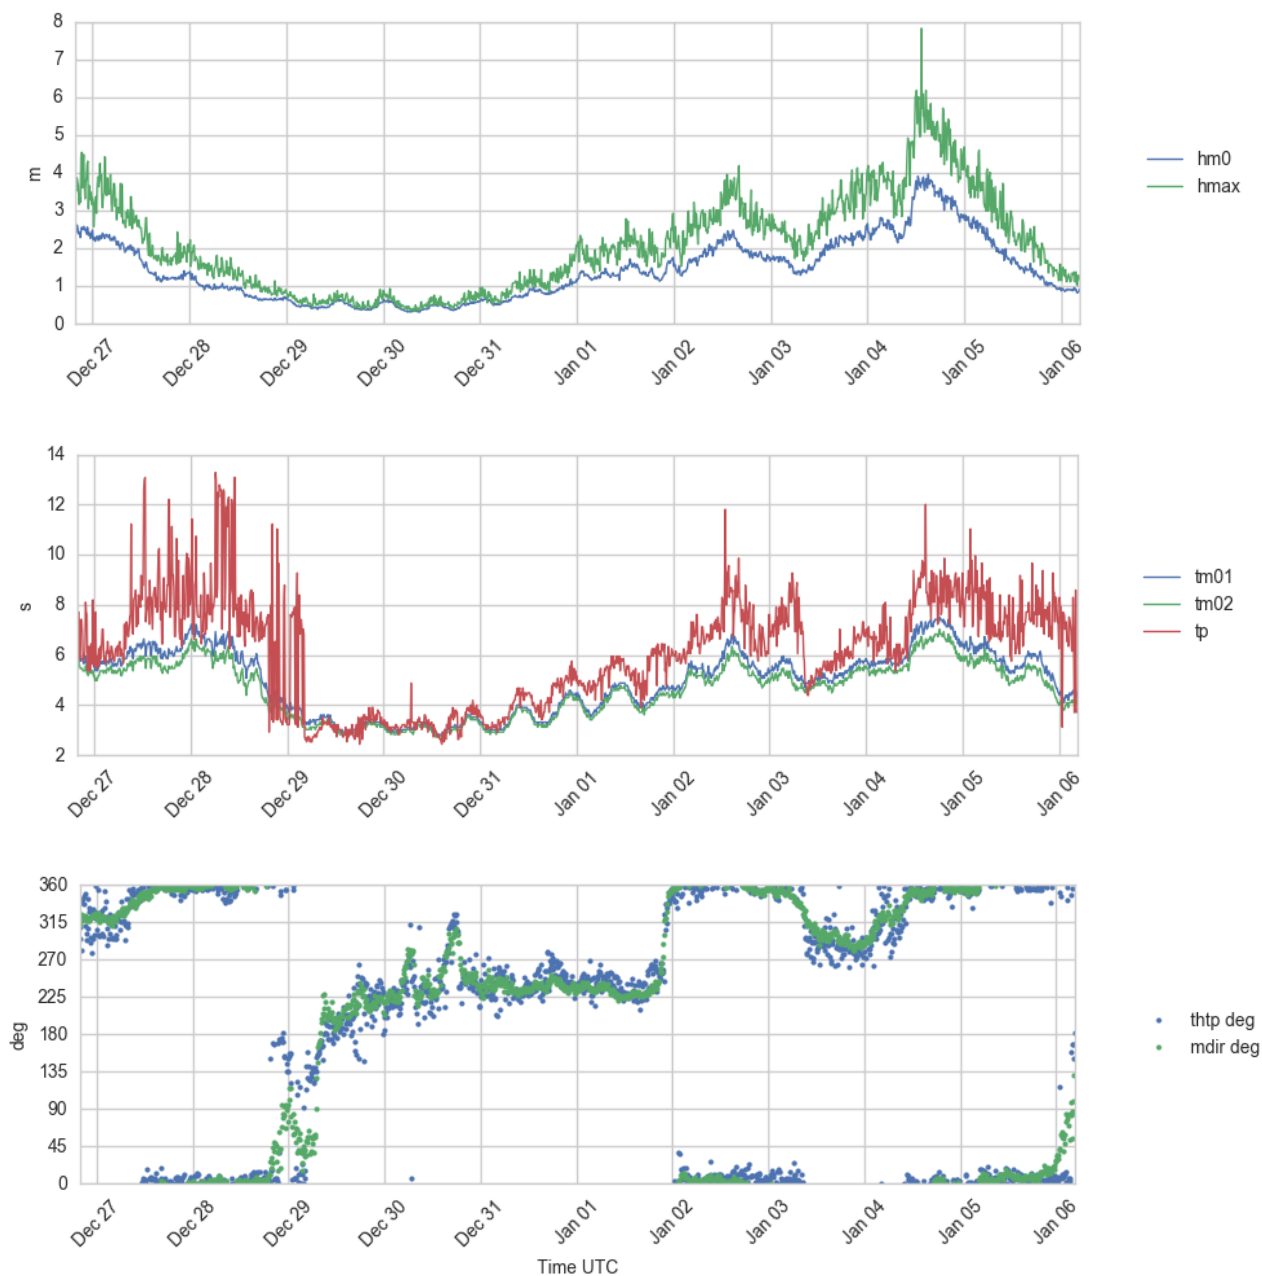 8
7
6
5
4
3
2
1
0
m
Dec 27
Dec 28
Dec 29
Dec 30
Dec 31
Jan 01
Jan 02
Jan 03
Jan 04
Jan 05
Jan 06
hm0
hmax
14
12
10
8
6
4
2
s
Dec 27
Dec 28
Dec 29
Dec 30
Dec 31
Jan 01
Jan 02
Jan 03
Jan 04
Jan 05
Jan 06
tm01
tm02
tp
360
315
270
225
180
135
90
45
0
deg
Dec 27
Dec 28
Dec 29
Dec 30
Dec 31
Jan 01
Jan 02
Jan 03
Jan 04
Jan 05
Jan 06
Time UTC
thtp deg
mdir deg